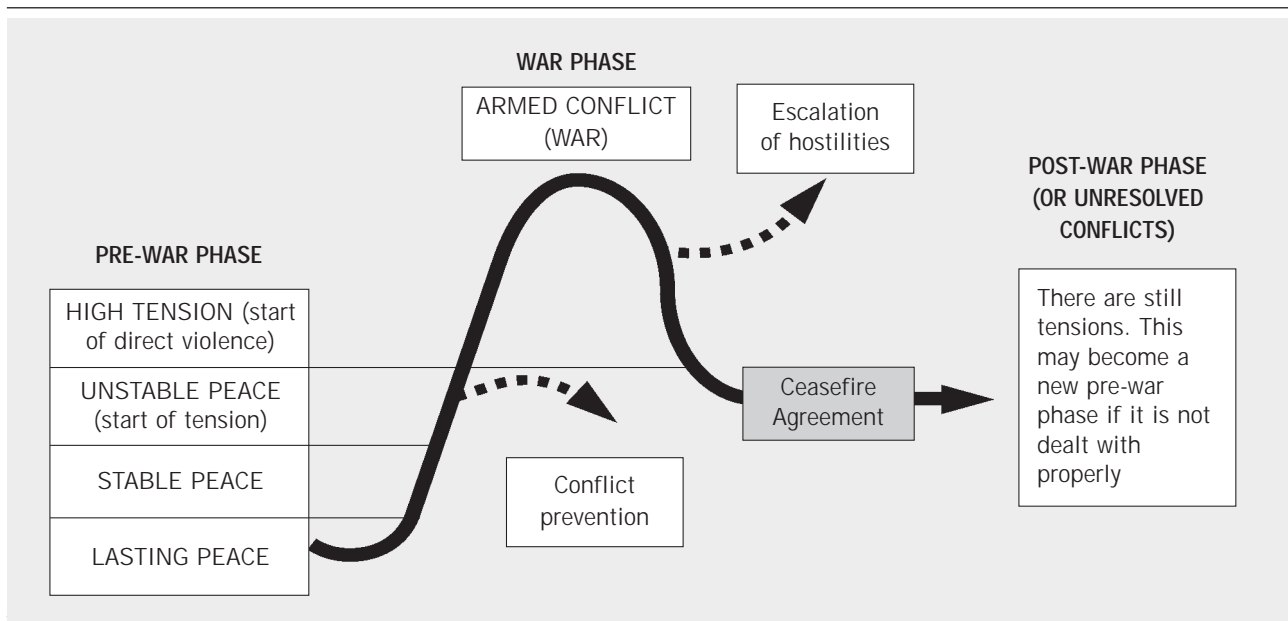 PRE-WAR PHASE
HIGH TENSION (start
of direct violence)
UNSTABLE PEACE
(start of tension)
STABLE PEACE
LASTING PEACE
WAR PHASE
ARMED CONFLICT
(WAR)
Escalation
of hostilities
Conflict
prevention
Ceasefire
Agreement
POST-WAR PHASE
(OR UNRESOLVED
CONFLICTS)
There are still
tensions. This
may become a
new pre-war
phase if it is not
dealt with
properly